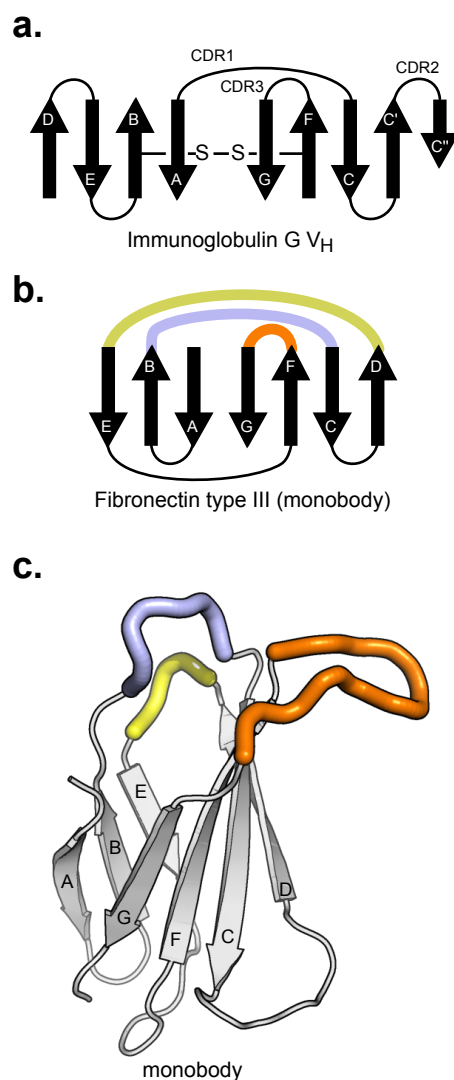 a.
CDR1
CDR3
CDR2
D
B
F
C'
C"
S S
E
A
G
C
Immunoglobulin G VH
b.
B
F
D
E
A
G
C
Fibronectin type III (monobody)
c.
E
B
A
G
F
C
D
monobody